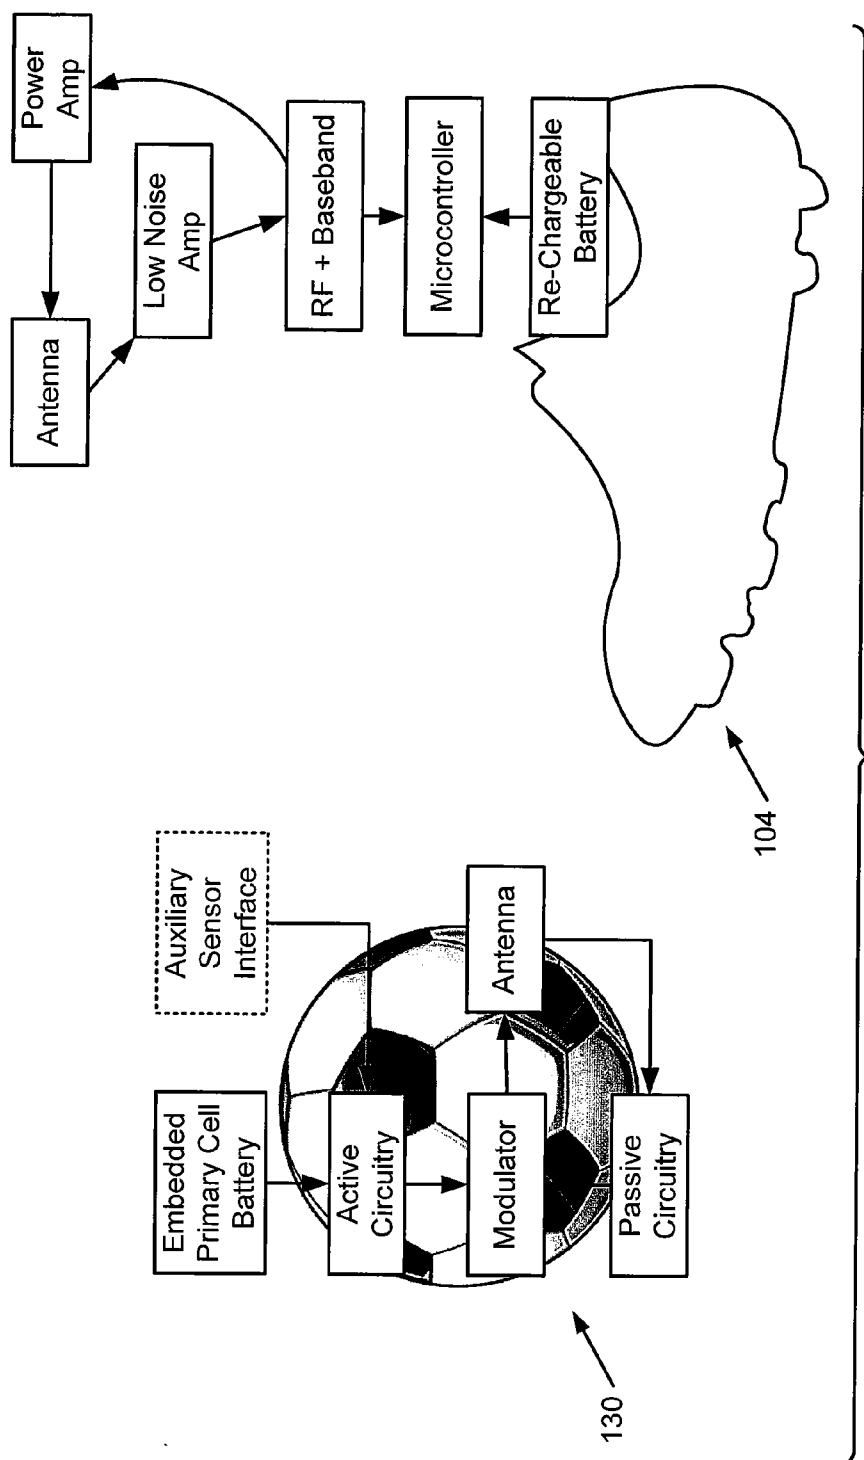 Embedded
Primary Cell
Battery
Auxiliary
Sensor
Interface
Active
Circuitry
Modulator
Antenna
Passive
Circuitry
130
Antenna
Power
Amp
Low Noise
Amp
RF + Baseband
Microcontroller
Re-Chargeable
Battery
104